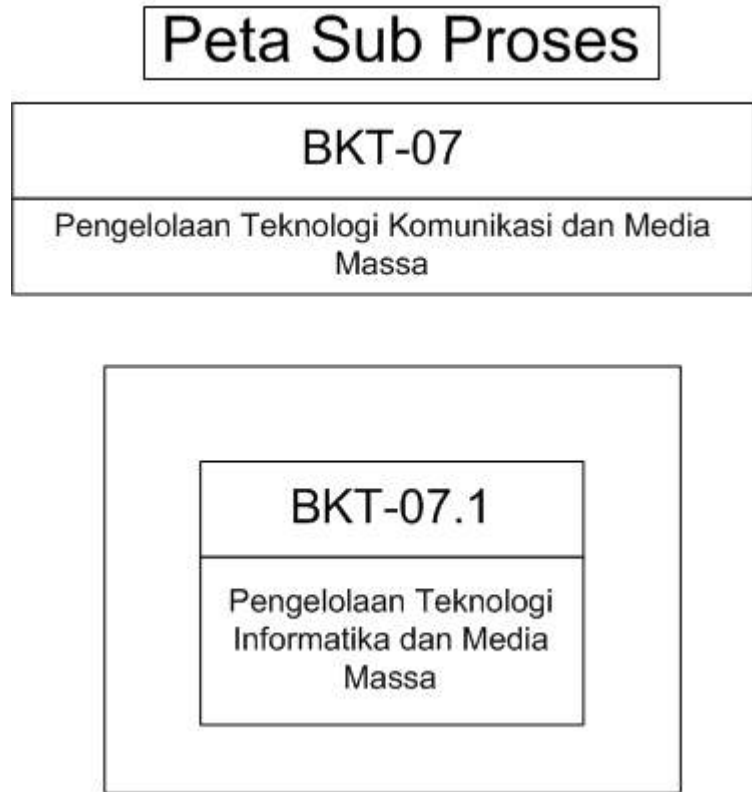 Peta Sub Proses
BKT-07
Pengelolaan Teknologi Komunikasi dan Media
Massa
BKT-07.1
Pengelolaan Teknologi
Informatika dan Media
Massa